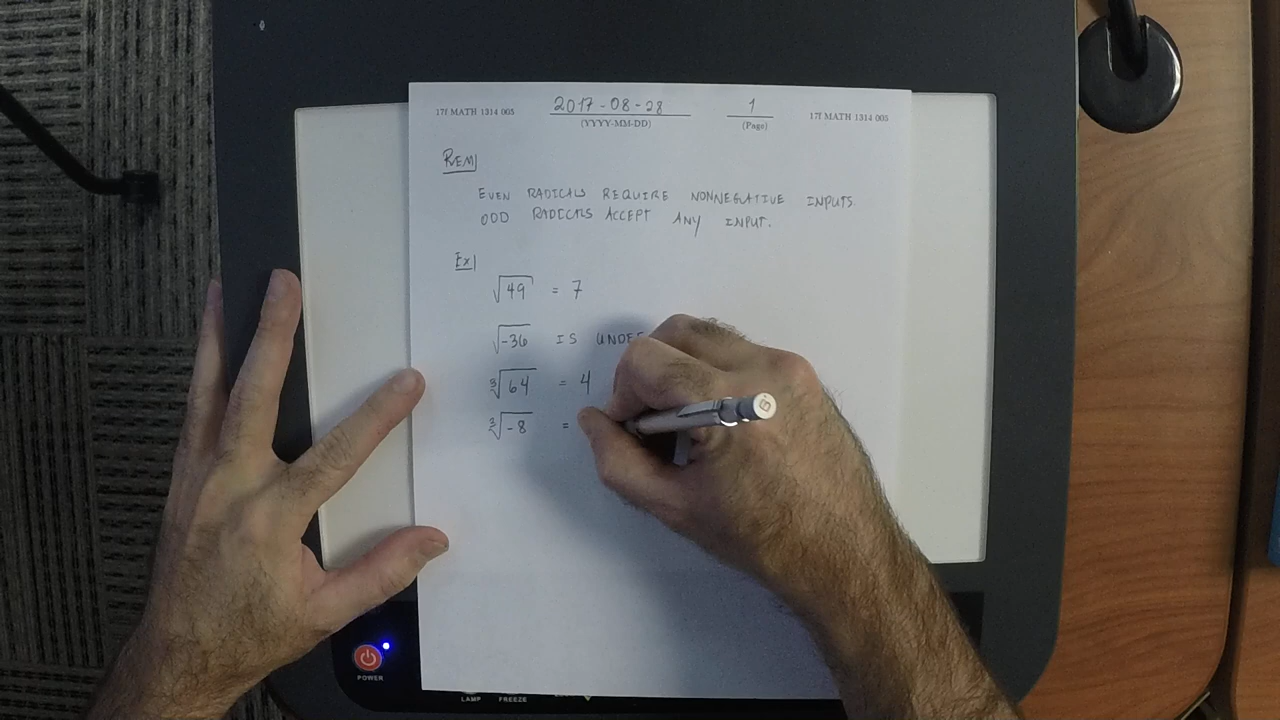 17f MATH 1314 005
2017-08-28
(YYYY-MM-DD)
1
(Page)
17f MATH 1314 005
REM
EVEN RADICALS REQUIRE NONNEGATIVE INPUTS.
ODD RADICALS ACCEPT ANY INPUT.
Ex
√49 = 7
√-36 IS UNDEF
∛64 = 4
∛-8 =
POWER
LAMP FREEZE